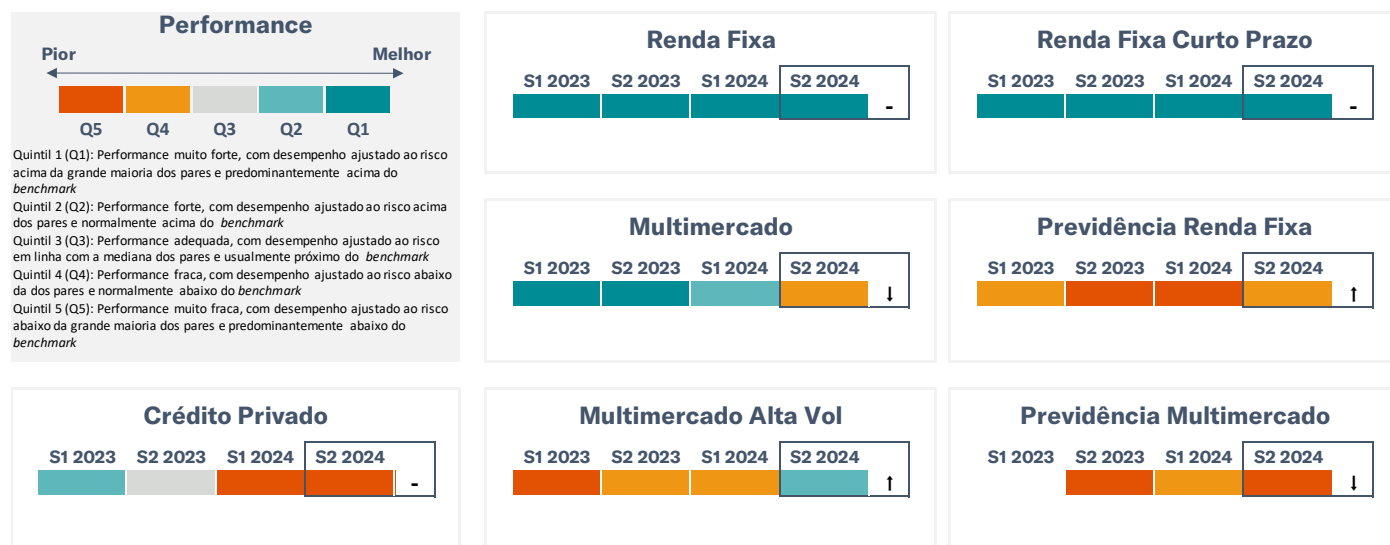 Performance
Pior Melhor
Q5 Q4 Q3 Q2 Q1
Quintil 1 (Q1): Performance muito forte, com desempenho ajustado ao risco
acima da grande maioria dos pares e predominantemente acima do
benchmark
Quintil 2 (Q2): Performance forte, com desempenho ajustado ao risco acima
dos pares e normalmente acima do benchmark
Quintil 3 (Q3): Performance adequada, com desempenho ajustado ao risco
em linha com a mediana dos pares e usualmente próximo do benchmark
Quintil 4 (Q4): Performance fraca, com desempenho ajustado ao risco abaixo
da dos pares e normalmente abaixo do benchmark
Quintil 5 (Q5): Performance muito fraca, com desempenho ajustado ao risco
abaixo da grande maioria dos pares e predominantemente abaixo do
benchmark
Renda Fixa
S1 2023 S2 2023 S1 2024 S2 2024
-
Renda Fixa Curto Prazo
S1 2023 S2 2023 S1 2024 S2 2024
-
Multimercado
S1 2023 S2 2023 S1 2024 S2 2024
↓
Previdência Renda Fixa
S1 2023 S2 2023 S1 2024 S2 2024
↑
Crédito Privado
S1 2023 S2 2023 S1 2024 S2 2024
-
Multimercado Alta Vol
S1 2023 S2 2023 S1 2024 S2 2024
↑
Previdência Multimercado
S1 2023 S2 2023 S1 2024 S2 2024
↓